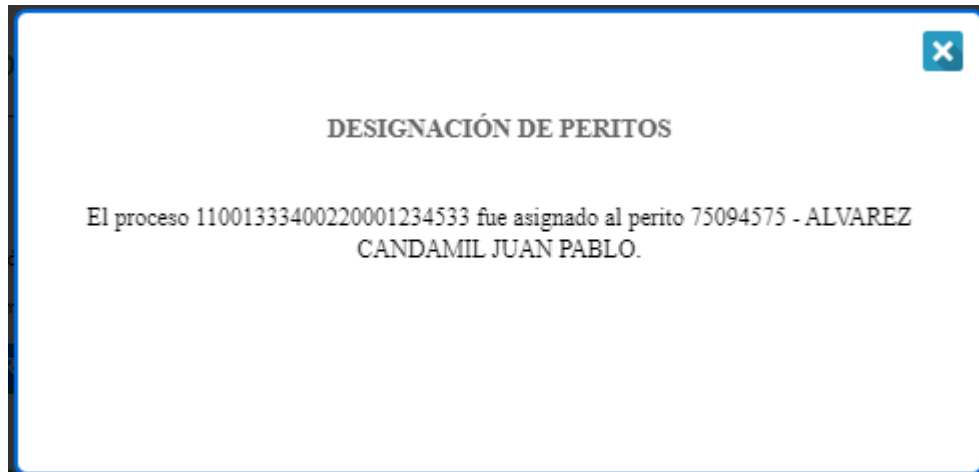 DESIGNACIÓN DE PERITOS
El proceso 11001333400220001234533 fue asignado al perito 75094575 - ALVAREZ
CANDAMIL JUAN PABLO.